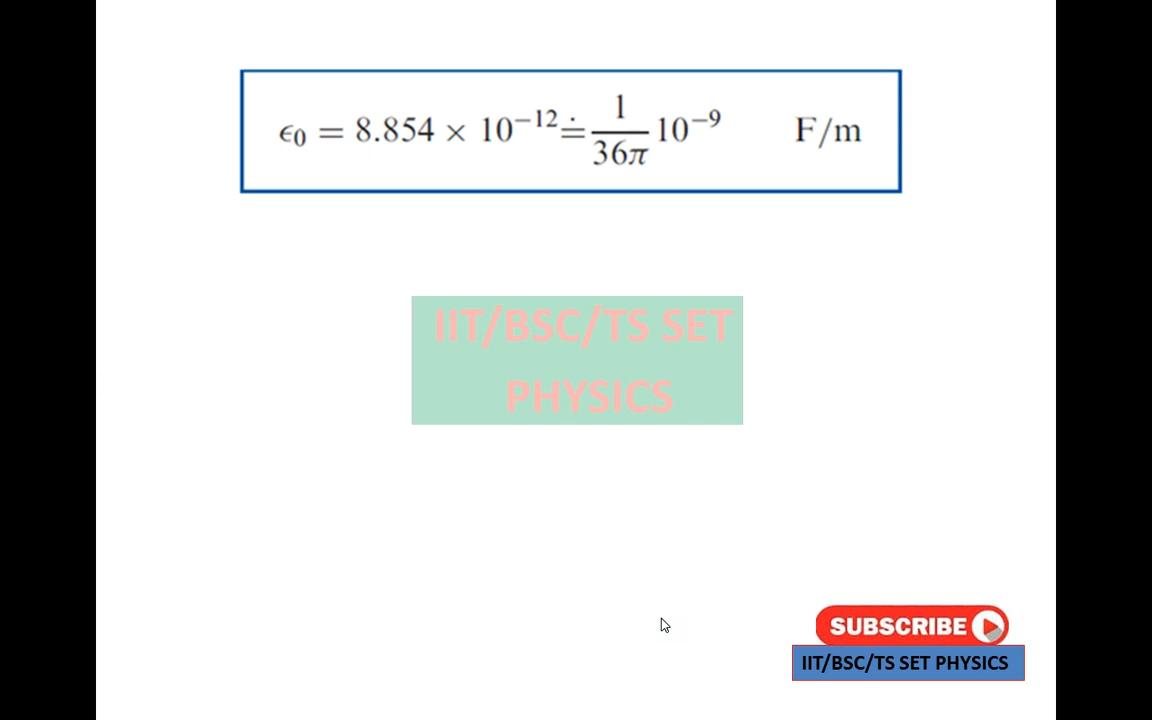 ϵ₀ = 8.854 × 10⁻¹² ≐ 1/36π 10⁻⁹ F/m
IIT/BSC/TS SET
PHYSICS
SUBSCRIBE
IIT/BSC/TS SET PHYSICS